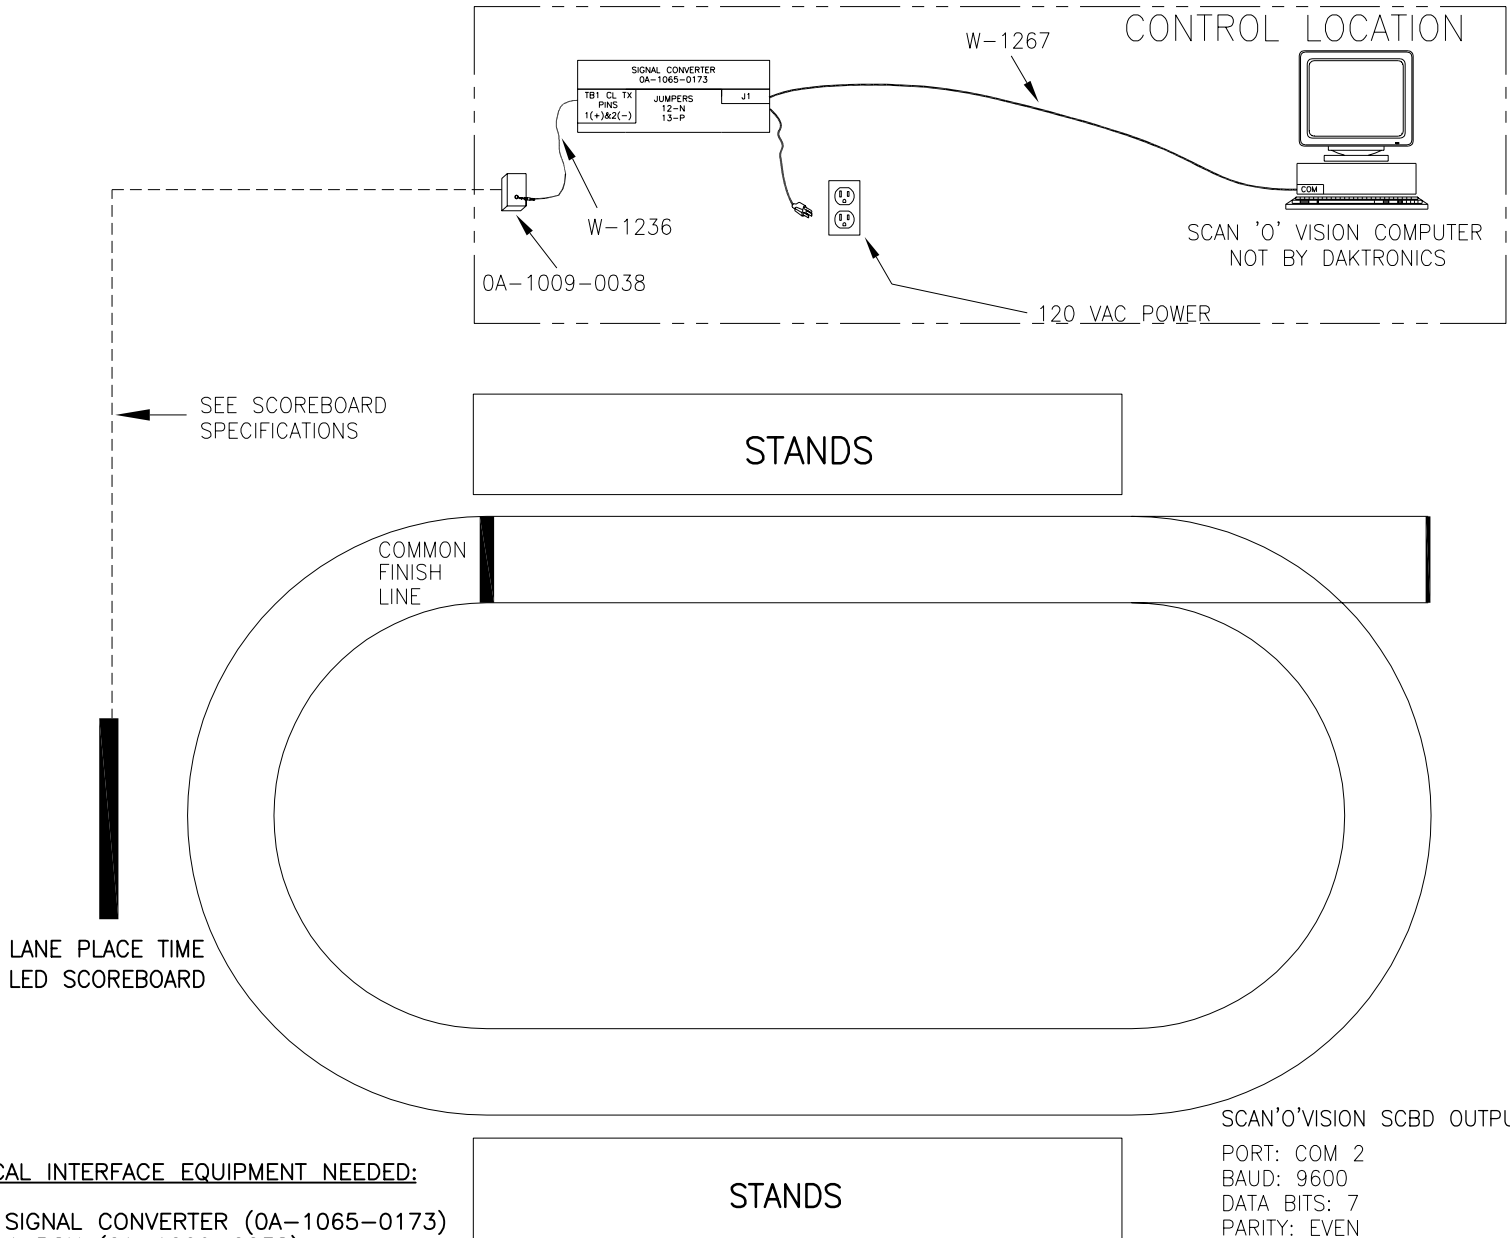 CONTROL LOCATION
W-1267
SIGNAL CONVERTER
0A-1065-0173
TB1 CL TX
PINS
1(+)&2(-)
JUMPERS
12-N
13-P
J1
COM
W-1236
SCAN 'O' VISION COMPUTER
NOT BY DAKTRONICS
0A-1009-0038
120 VAC POWER
SEE SCOREBOARD
SPECIFICATIONS
STANDS
COMMON
FINISH
LINE
LANE PLACE TIME
LED SCOREBOARD
SCAN'O'VISION SCBD OUTPU
PORT: COM 2
BAUD: 9600
DATA BITS: 7
PARITY: EVEN
CAL INTERFACE EQUIPMENT NEEDED:
SIGNAL CONVERTER (0A-1065-0173)
STANDS